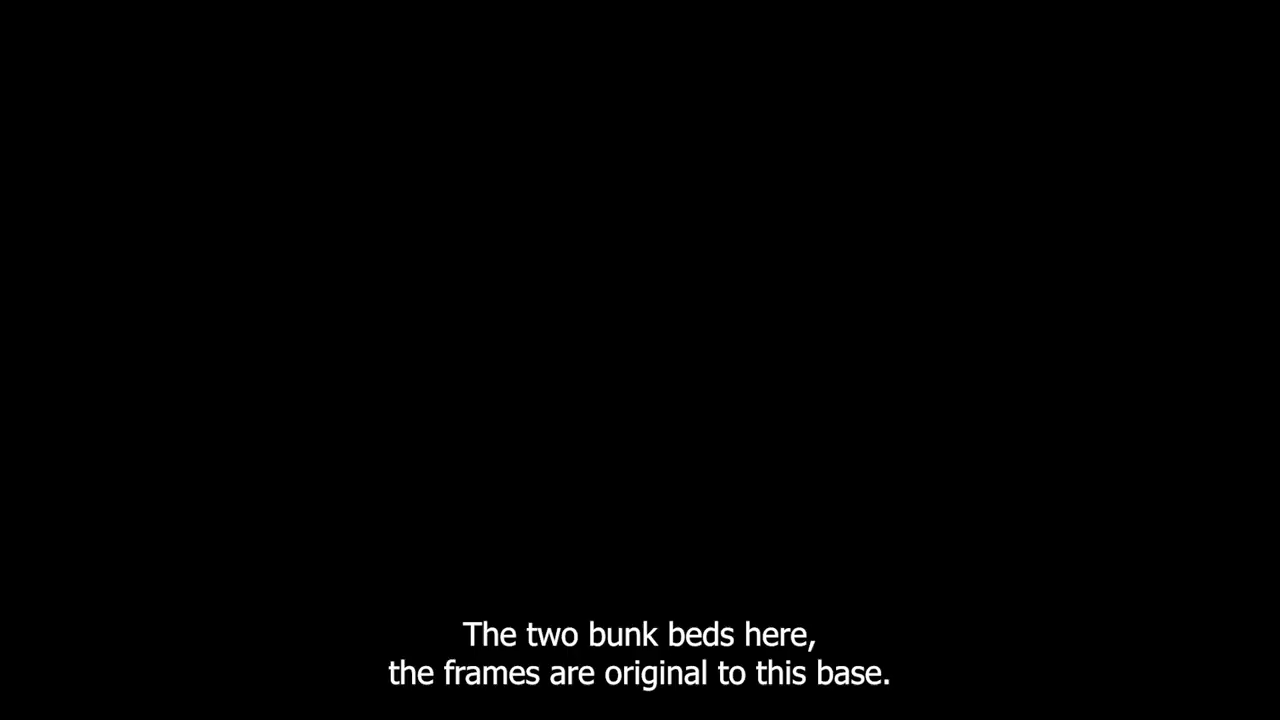 The two bunk beds here,
the frames are original to this base.